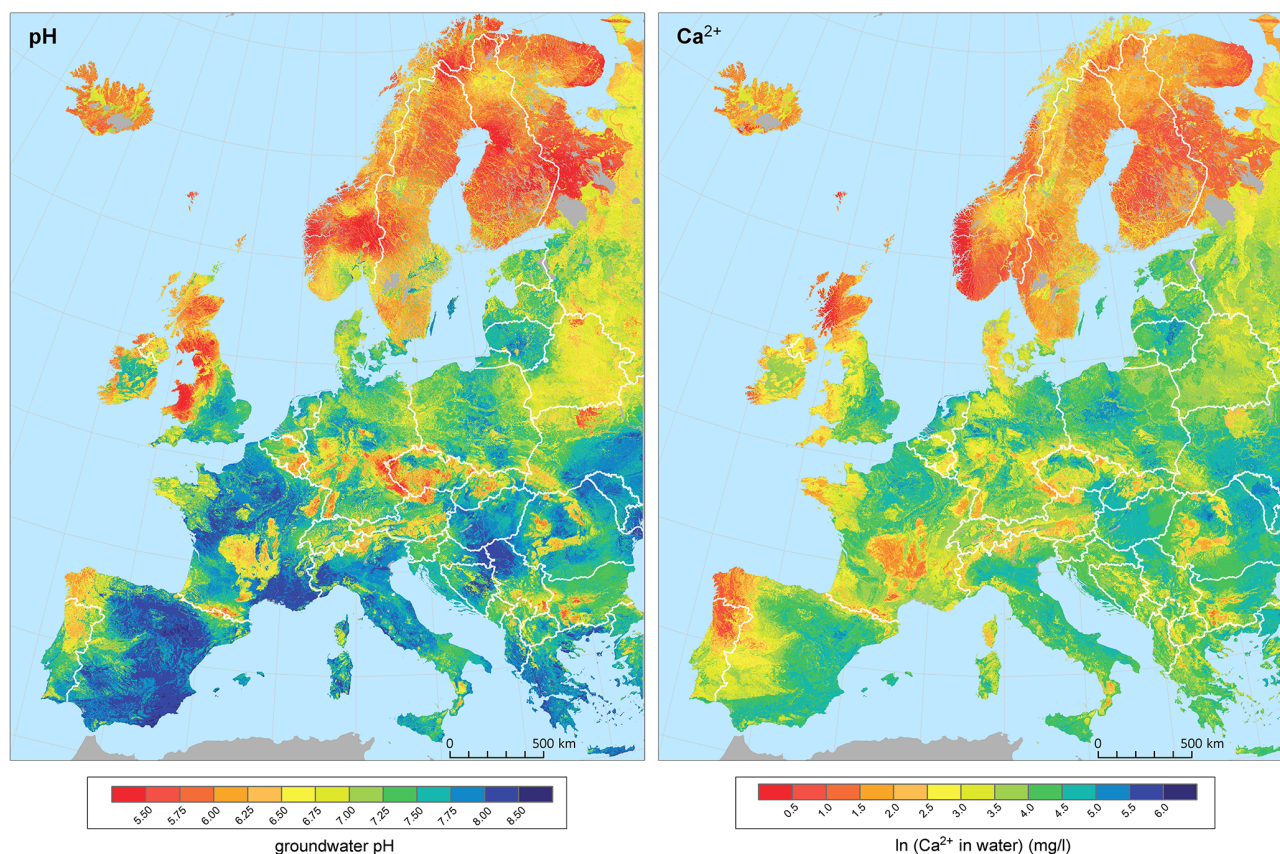 pH
Ca²⁺
0 500 km
0 500 km
5.50 5.75 6.00 6.25 6.50 6.75 7.00 7.25 7.50 7.75 8.00 8.50
groundwater pH
0.5 1.0 1.5 2.0 2.5 3.0 3.5 4.0 4.5 5.0 5.5 6.0
ln (Ca²⁺ in water) (mg/l)